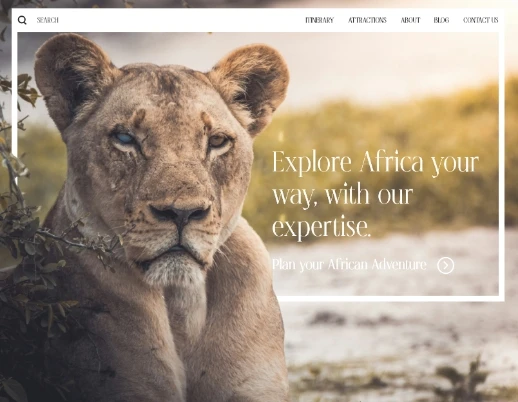 SEARCH
ITINERARY ATTRACTIONS ABOUT BLOG CONTACT US
Explore Africa your
way, with our
expertise.
Plan your African Adventure